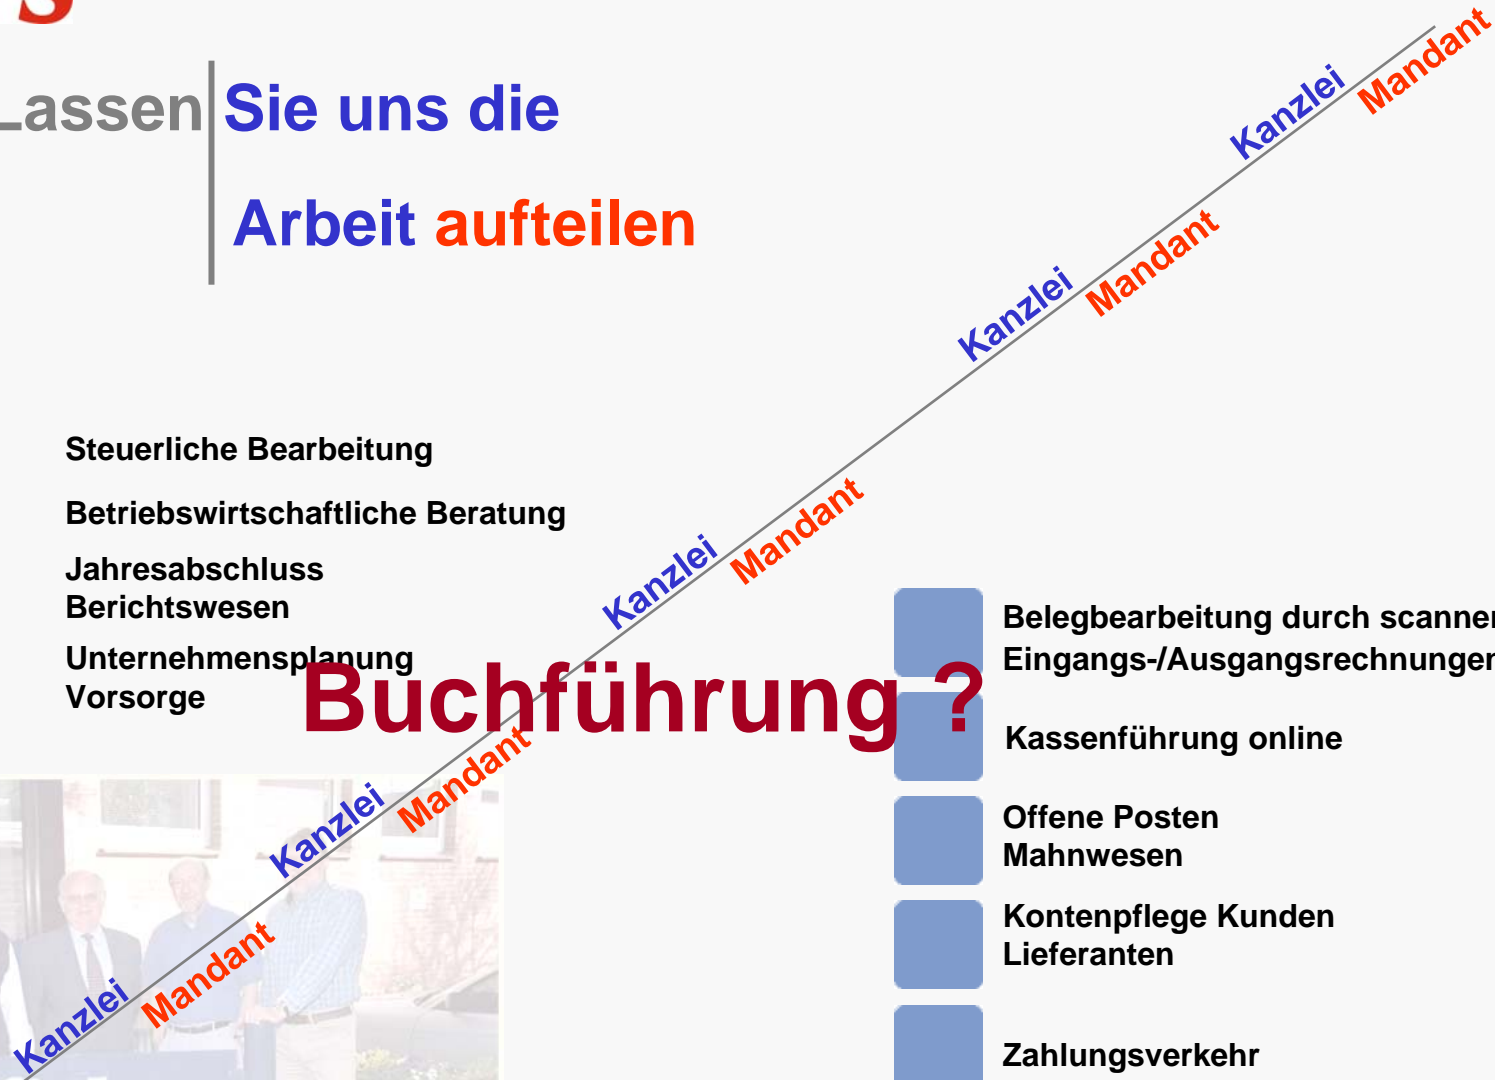 s
Lassen Sie uns die
Arbeit aufteilen
Kanzlei Mandant
Kanzlei Mandant
Kanzlei Mandant
Kanzlei Mandant
Kanzlei Mandant
Steuerliche Bearbeitung
Betriebswirtschaftliche Beratung
Jahresabschluss
Berichtswesen
Unternehmensplanung
Vorsorge
Buchführung ?
Belegbearbeitung durch scannen
Eingangs-/Ausgangsrechnungen
Kassenführung online
Offene Posten
Mahnwesen
Kontenpflege Kunden
Lieferanten
Zahlungsverkehr